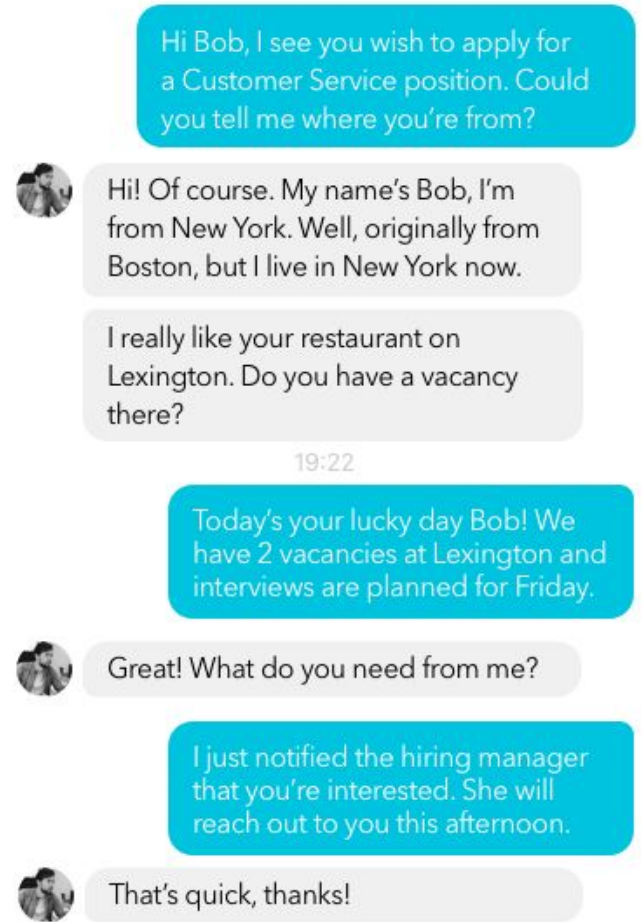 Hi Bob, I see you wish to apply for
a Customer Service position. Could
you tell me where you're from?
Hi! Of course. My name's Bob, I'm
from New York. Well, originally from
Boston, but I live in New York now.
I really like your restaurant on
Lexington. Do you have a vacancy
there?
19:22
Today's your lucky day Bob! We
have 2 vacancies at Lexington and
interviews are planned for Friday.
Great! What do you need from me?
I just notified the hiring manager
that you're interested. She will
reach out to you this afternoon.
That's quick, thanks!